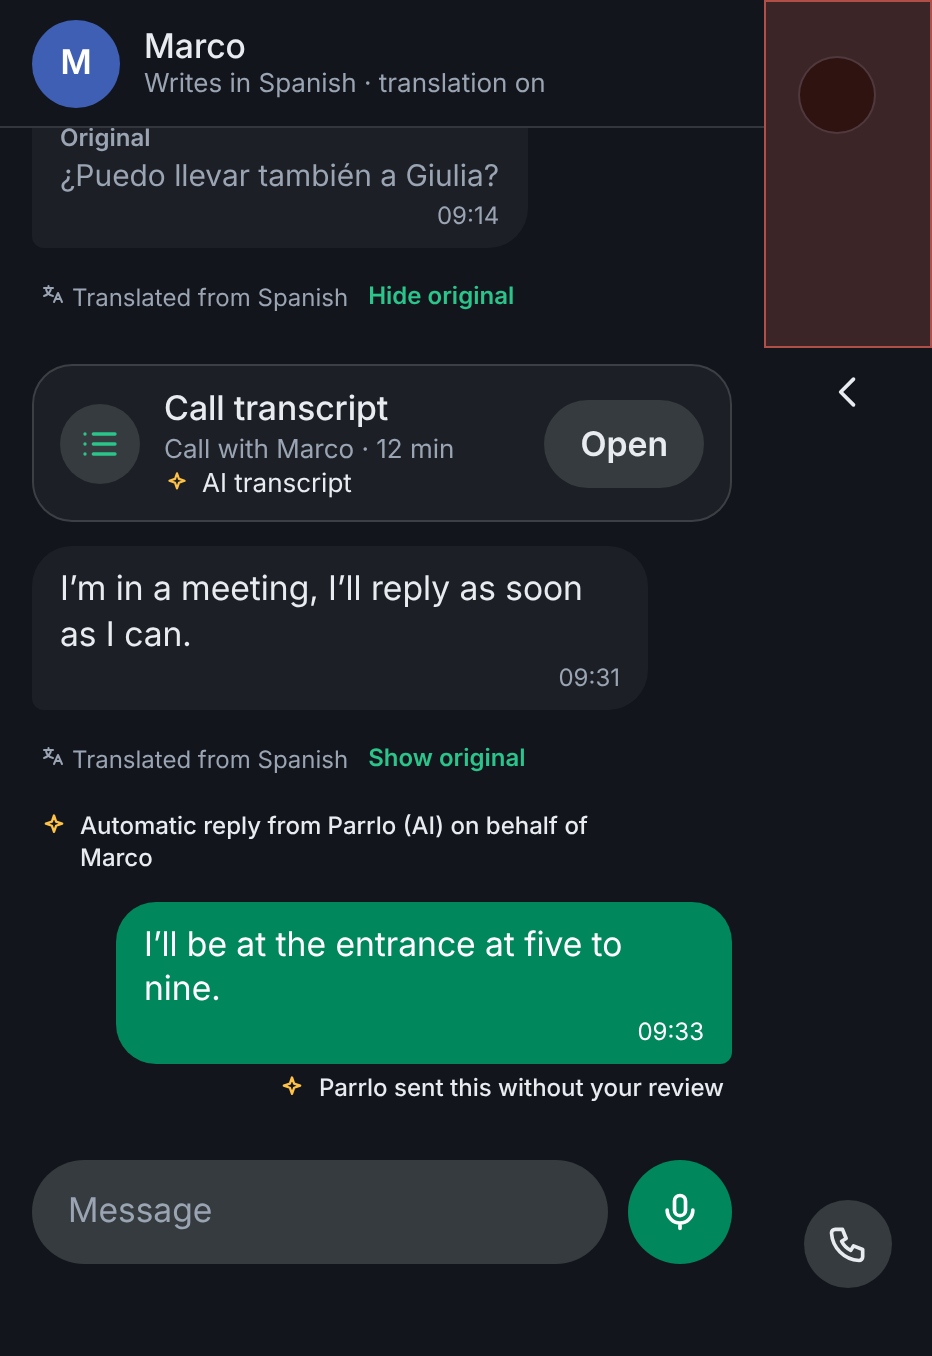 M
Marco
Writes in Spanish · translation on
Original
¿Puedo llevar también a Giulia?
09:14
Translated from Spanish Hide original
Call transcript
Call with Marco · 12 min
AI transcript
Open
I’m in a meeting, I’ll reply as soon
as I can.
09:31
Translated from Spanish Show original
Automatic reply from Parrlo (AI) on behalf of
Marco
I’ll be at the entrance at five to
nine.
09:33
Parrlo sent this without your review
Message